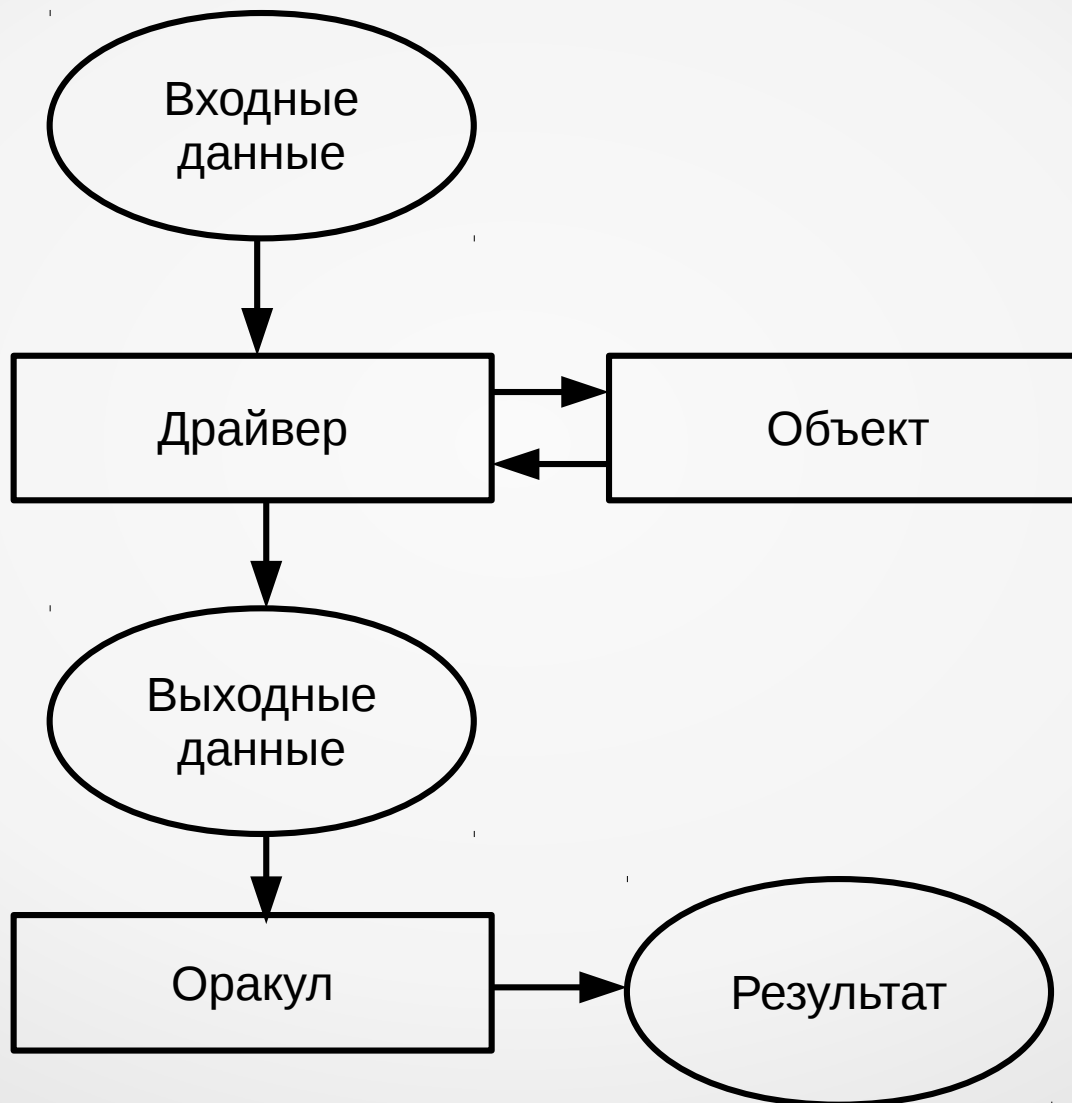 Входные
данные
Драйвер
Объект
Выходные
данные
Оракул
Результат